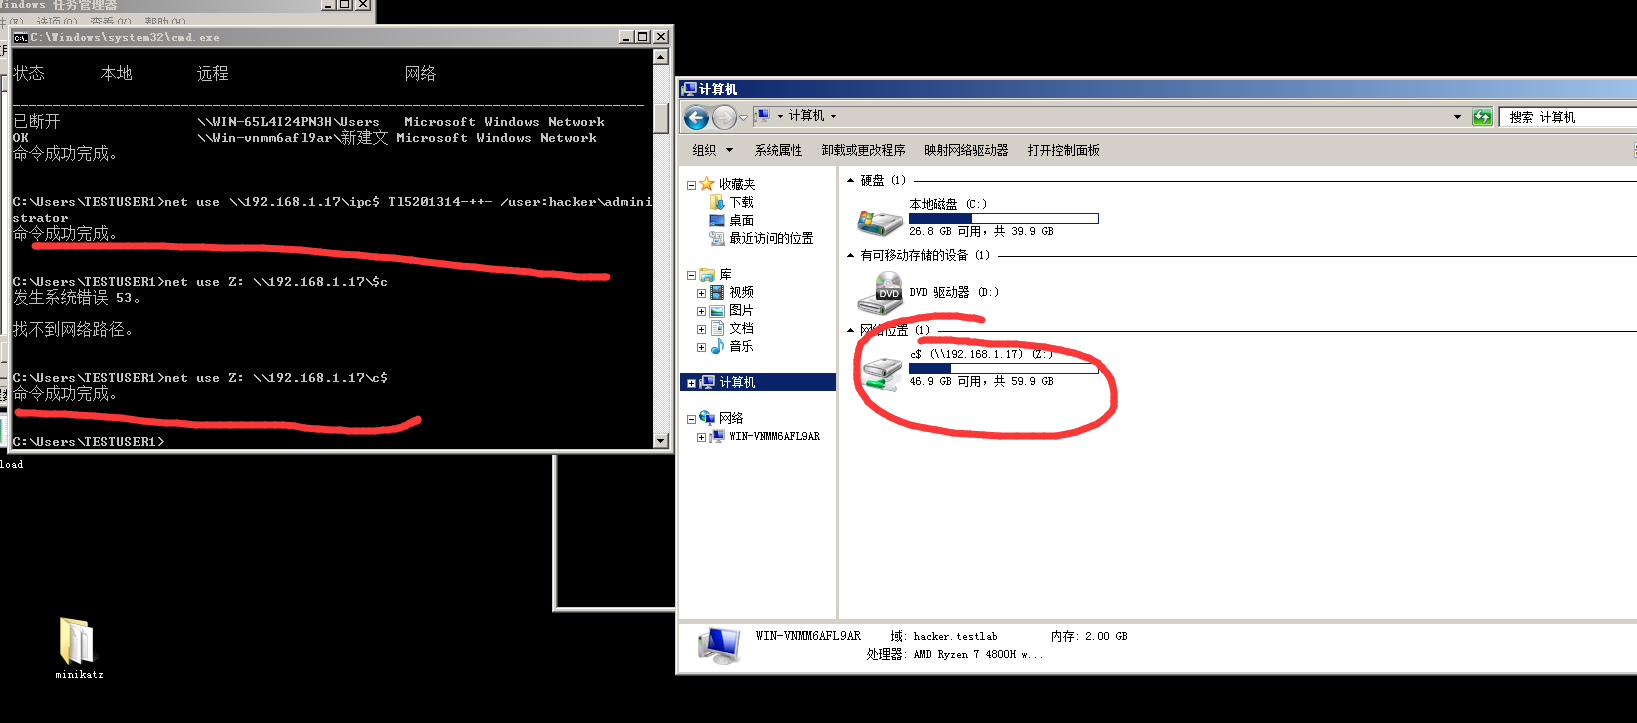 Windows 任务管理器
选项(O) 查看(V) 帮助(H)
C:\Windows\system32\cmd.exe
状态 本地 远程 网络
-------------------------------------------------------------------------------
已断开 \\WIN-65L4I24PN3H\Users Microsoft Windows Network
OK \\Win-vnmm6afl9ar\新建文 Microsoft Windows Network
命令成功完成。
C:\Users\TESTUSER1>net use \\192.168.1.17\ipc$ Tl5201314-++- /user:hacker\admini
strator
命令成功完成。
C:\Users\TESTUSER1>net use Z: \\192.168.1.17\$c
发生系统错误 53。
找不到网络路径。
C:\Users\TESTUSER1>net use Z: \\192.168.1.17\c$
命令成功完成。
C:\Users\TESTUSER1>
load
minikatz
计算机
计算机
搜索 计算机
组织 系统属性 卸载或更改程序 映射网络驱动器 打开控制面板
收藏夹
下载
桌面
最近访问的位置
库
视频
图片
文档
音乐
计算机
网络
WIN-VNMM6AFL9AR
硬盘 (1)
本地磁盘 (C:)
26.8 GB 可用，共 39.9 GB
有可移动存储的设备 (1)
DVD
DVD 驱动器 (D:)
网络位置 (1)
c$ (\\192.168.1.17) (Z:)
46.9 GB 可用，共 59.9 GB
WIN-VNMM6AFL9AR 域: hacker.testlab 内存: 2.00 GB
处理器: AMD Ryzen 7 4800H w...